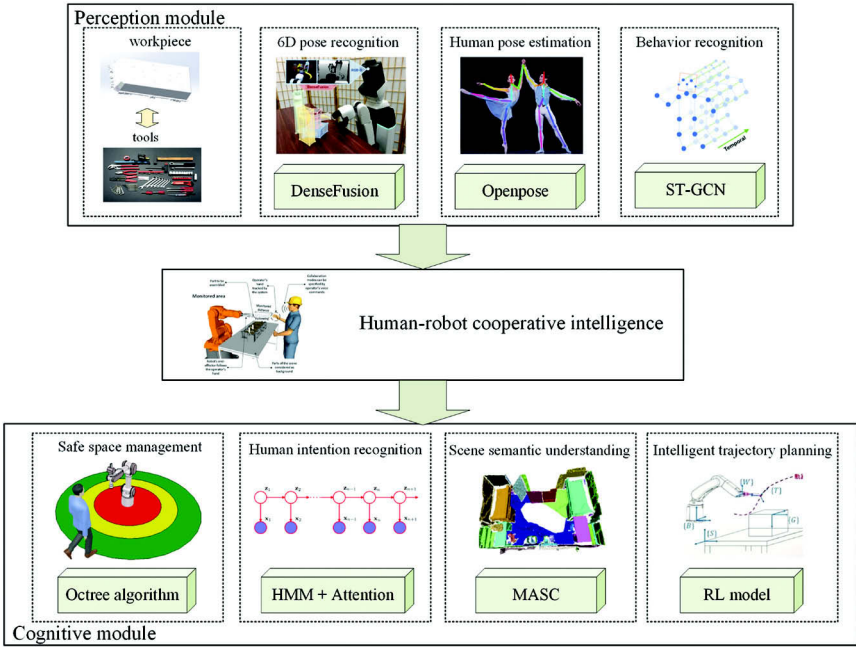 Perception module
workpiece
tools
6D pose recognition
DenseFusion
DenseFusion
Human pose estimation
Openpose
Behavior recognition
Temporal
ST-GCN
Monitored area
Human-robot cooperative intelligence
Safe space management
Octree algorithm
Human intention recognition
HMM + Attention
Scene semantic understanding
MASC
Intelligent trajectory planning
{W}
{T}
{B}
{S}
{G}
RL model
Cognitive module